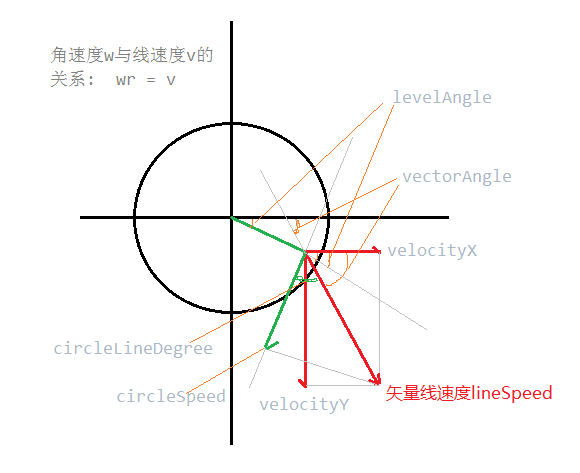 角速度w与线速度v的
关系: wr = v
levelAngle
vectorAngle
velocityX
circleLineDegree
circleSpeed
velocityY
矢量线速度lineSpeed